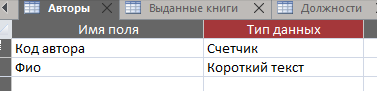 Авторы Выданные книги Должности
Имя поля Тип данных
Код автора Счетчик
Фио Короткий текст